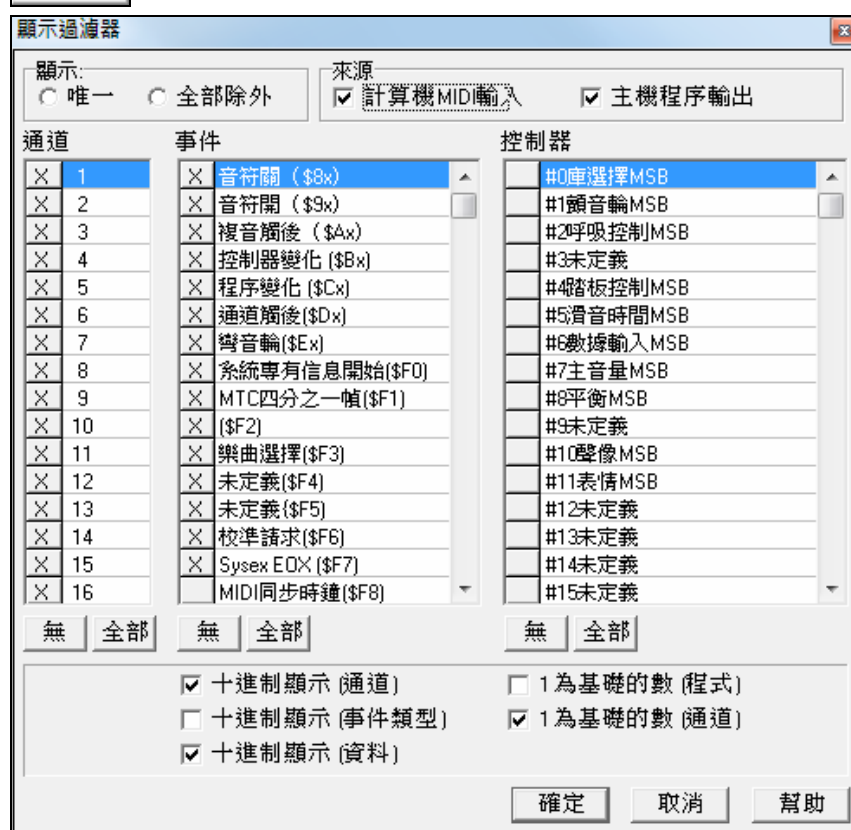 顯示過濾器
顯示:
唯一
全部除外
來源
計算機MIDI輸入
主機程序輸出
通道
X 1
X 2
X 3
X 4
X 5
X 6
X 7
X 8
X 9
X 10
X 11
X 12
X 13
X 14
X 15
X 16
無
全部
事件
X 音符關（$8x)
X 音符開（$9x)
X 複音觸後（$Ax)
X 控制器變化 ($Bx)
X 程序變化 ($Cx)
X 通道觸後($Dx)
X 彎音輪($Ex)
X 系統專有信息開始($F0)
X MTC四分之一幀($F1)
X ($F2)
X 樂曲選擇($F3)
X 未定義($F4)
X 未定義{$F5)
X 校準請求($F6)
X Sysex EOX ($F7)
MIDI同步時鐘($F8)
無
全部
控制器
#0庫選擇MSB
#1顫音輪MSB
#2呼吸控制MSB
#3未定義
#4踏板控制MSB
#5滑音時間MSB
#6數據輸入MSB
#7主音量MSB
#8平衡MSB
#9未定義
#10聲像MSB
#11表情MSB
#12未定義
#13未定義
#14未定義
#15未定義
無
全部
十進制顯示 (通道)
十進制顯示 (事件類型)
十進制顯示 (資料)
1為基礎的數 (程式)
1為基礎的數 (通道)
確定
取消
幫助